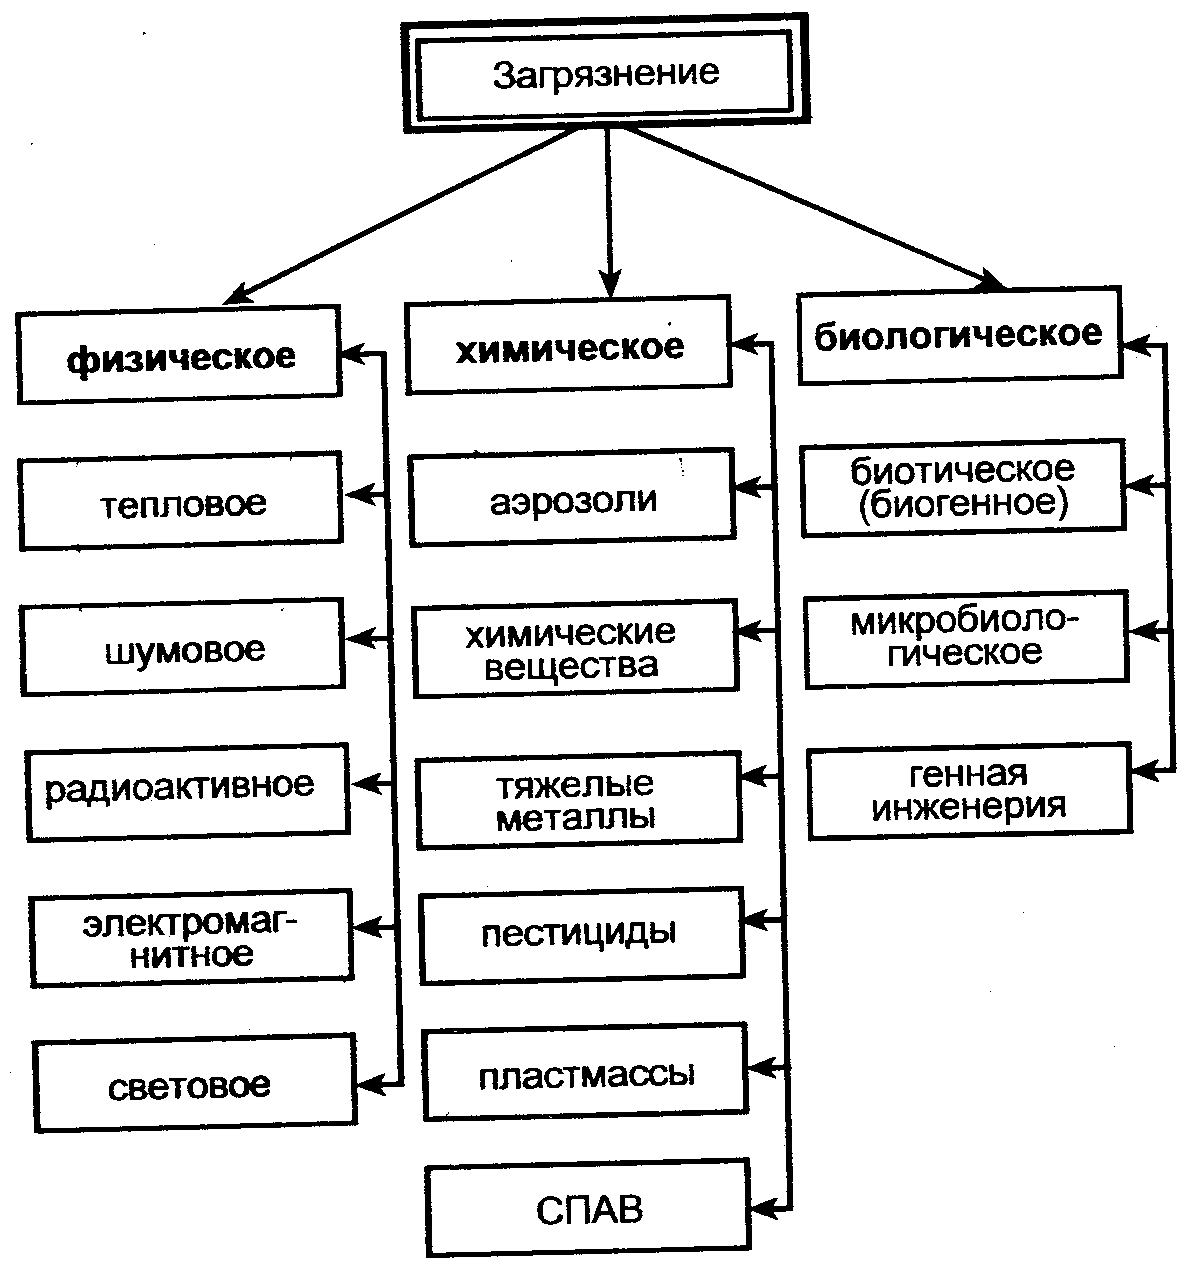 Загрязнение
физическое
тепловое
шумовое
радиоактивное
электромаг-
нитное
световое
химическое
аэрозоли
химические
вещества
тяжелые
металлы
пестициды
пластмассы
СПАВ
биологическое
биотическое
(биогенное)
микробиоло-
гическое
генная
инженерия